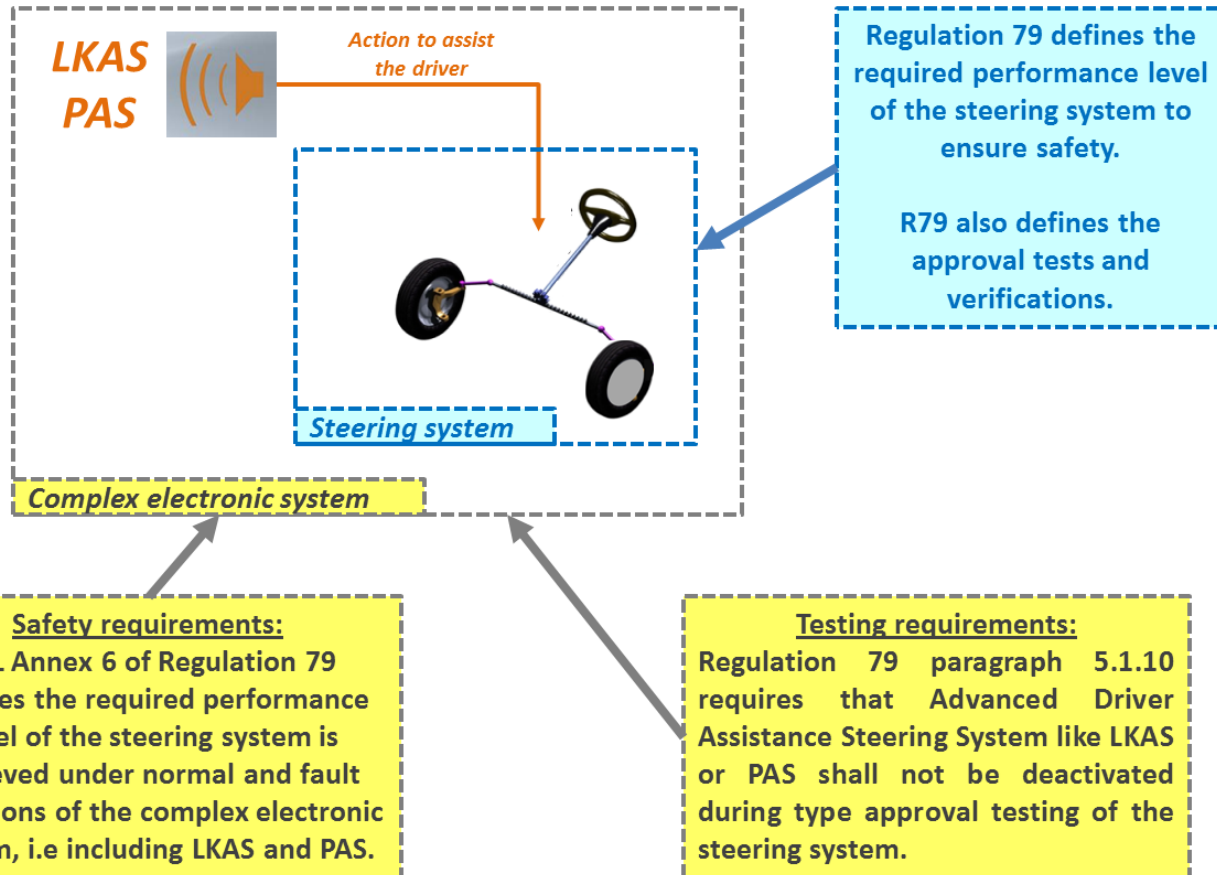 LKAS
PAS
Action to assist
the driver
Regulation 79 defines the
required performance level
of the steering system to
ensure safety.
R79 also defines the
approval tests and
verifications.
Steering system
Complex electronic system
Safety requirements:
. Annex 6 of Regulation 79
es the required performance
el of the steering system is
eved under normal and fault
ons of the complex electronic
m, i.e including LKAS and PAS.
Testing requirements:
Regulation 79 paragraph 5.1.10
requires that Advanced Driver
Assistance Steering System like LKAS
or PAS shall not be deactivated
during type approval testing of the
steering system.